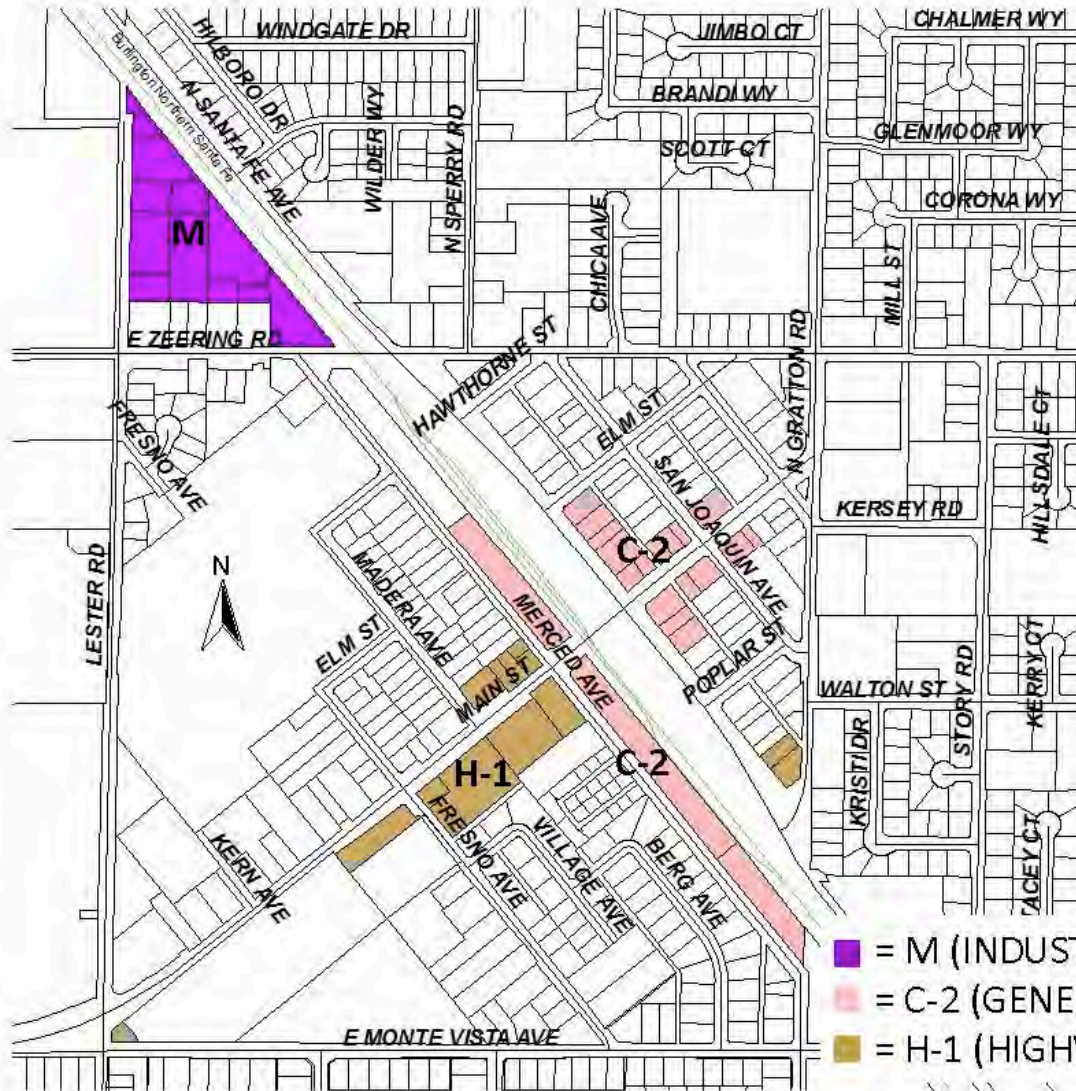 WINDGATE DR
JIMBO CT
CHALMER WY
HILBORO DR
Burlington Northern Santa Fe
N SANTA FE AVE
BRANDI WY
WILDER WY
N SPERRY RD
GLENMOOR WY
SCOTT CT
CORONA WY
M
CHICA AVE
MILL ST
E ZEERING RD
HAWTHORNE ST
N GRATTON RD
FRESNO AVE
ELM ST
HILLSDALE CT
SAN JOAQUIN AVE
KERSEY RD
C-2
N
LESTER RD
MADERA AVE
MERCED AVE
ELM ST
POPLAR ST
MAIN ST
WALTON ST
STORY RD
KERRY CT
KRISTI DR
C-2
H-1
FRESNO AVE
VILLAGE AVE
BERG AVE
KERN AVE
TACEY CT
= M (INDUST
= C-2 (GENE
= H-1 (HIGH
E MONTE VISTA AVE